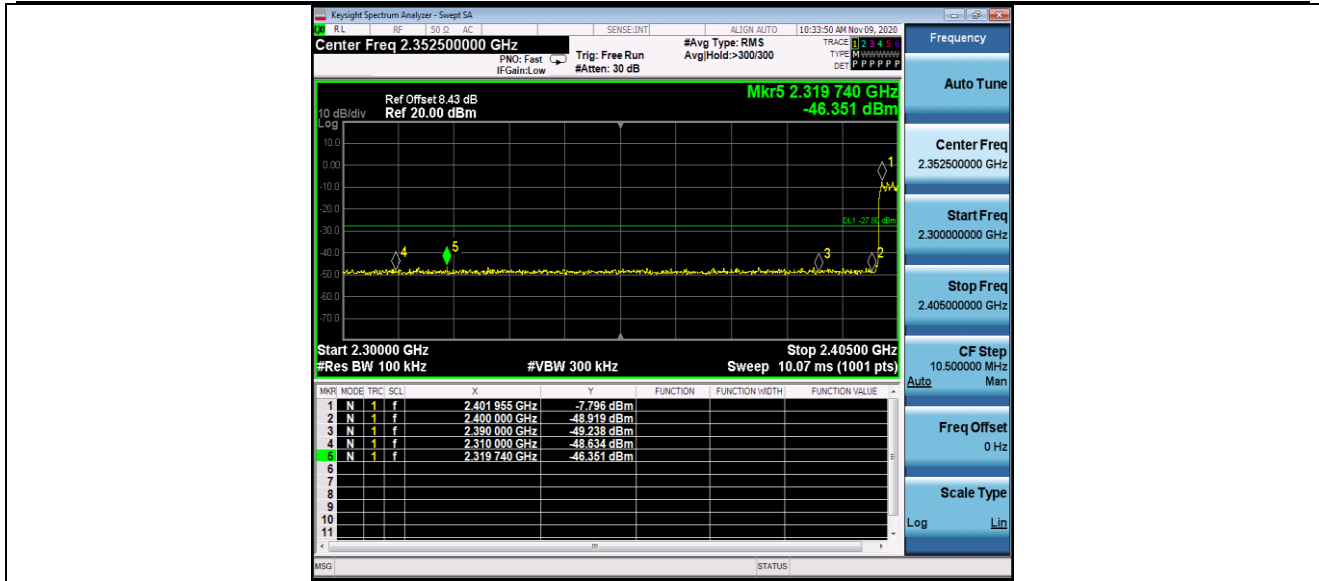 Keysight Spectrum Analyzer - Swept SA
RL RF 50 Ω AC SENSE:INT ALIGN AUTO 10:33:50 AM Nov 09, 2020
Center Freq 2.352500000 GHz
PNO: Fast
IFGain:Low
Trig: Free Run
#Atten: 30 dB
#Avg Type: RMS
Avg|Hold:>300/300
TRACE 1 2 3 4 5 6
TYPE M W W W W W
DET P P P P P P
Mkr5 2.319 740 GHz
-46.351 dBm
Ref Offset 8.43 dB
10 dB/div Ref 20.00 dBm
Log
10.0
0.00
-10.0
-20.0
-30.0
-40.0
-50.0
-60.0
-70.0
1
DL1 -27.80 dBm
4
5
3
2
Start 2.30000 GHz Stop 2.40500 GHz
#Res BW 100 kHz #VBW 300 kHz Sweep 10.07 ms (1001 pts)
MKR MODE TRC SCL X Y FUNCTION FUNCTION WIDTH FUNCTION VALUE
1 N 1 f 2.401 955 GHz -7.796 dBm
2 N 1 f 2.400 000 GHz -48.919 dBm
3 N 1 f 2.390 000 GHz -49.238 dBm
4 N 1 f 2.310 000 GHz -48.634 dBm
5 N 1 f 2.319 740 GHz -46.351 dBm
6
7
8
9
10
11
MSG STATUS
Frequency
Auto Tune
Center Freq
2.352500000 GHz
Start Freq
2.300000000 GHz
Stop Freq
2.405000000 GHz
CF Step
10.500000 MHz
Auto Man
Freq Offset
0 Hz
Scale Type
Log Lin